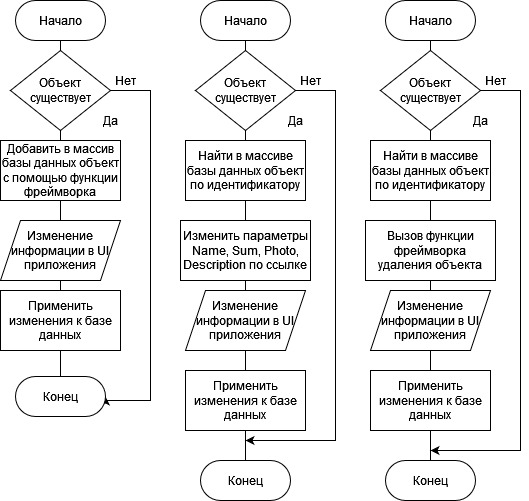 Начало
Объект
существует
Нет
Да
Добавить в массив
базы данных объект
с помощью функции
фреймворка
Изменение
информации в UI
приложения
Применить
изменения к базе
данных
Конец
Начало
Объект
существует
Нет
Да
Найти в массиве
базы данных объект
по идентификатору
Изменить параметры
Name, Sum, Photo,
Description по ссылке
Изменение
информации в UI
приложения
Применить
изменения к базе
данных
Конец
Начало
Объект
существует
Нет
Да
Найти в массиве
базы данных объект
по идентификатору
Вызов функции
фреймворка
удаления объекта
Изменение
информации в UI
приложения
Применить
изменения к базе
данных
Конец